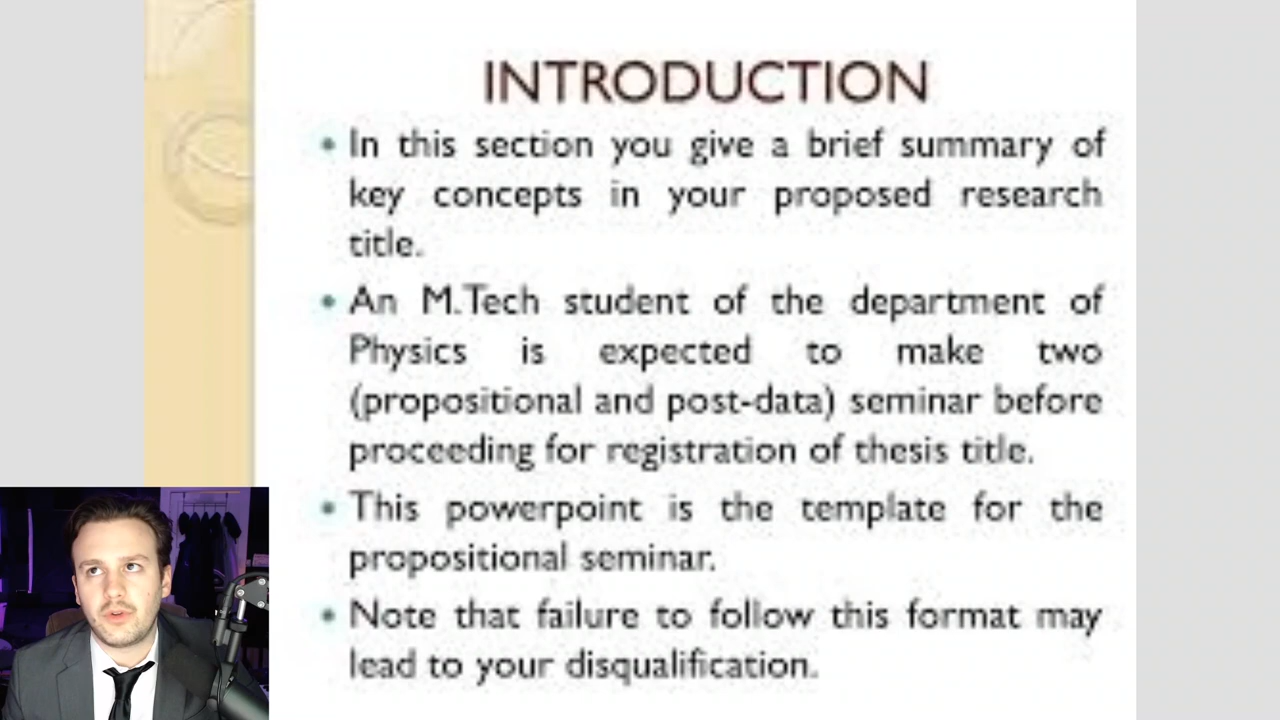 INTRODUCTION
• In this section you give a brief summary of
key concepts in your proposed research
title.
• An M.Tech student of the department of
Physics is expected to make two
(propositional and post-data) seminar before
proceeding for registration of thesis title.
• This powerpoint is the template for the
propositional seminar.
• Note that failure to follow this format may
lead to your disqualification.